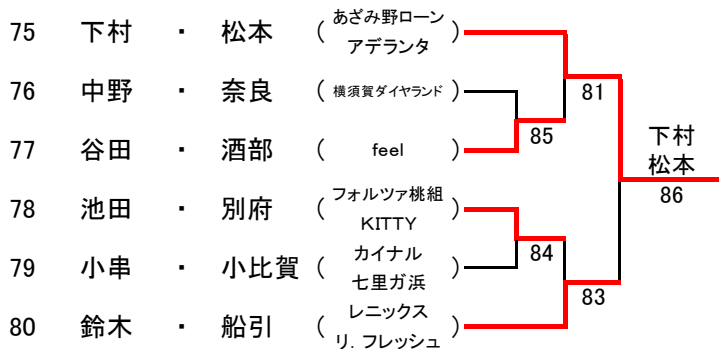 75 下村 ・ 松本 (あざみ野ローン アデランタ)
76 中野 ・ 奈良 (横須賀ダイヤランド)
77 谷田 ・ 酒部 (feel)
78 池田 ・ 別府 (フォルツァ桃組 KITTY)
79 小串 ・ 小比賀 (カイナル 七里ガ浜)
80 鈴木 ・ 船引 (レニックス リ. フレッシュ)
81
85
84
83
下村
松本
86